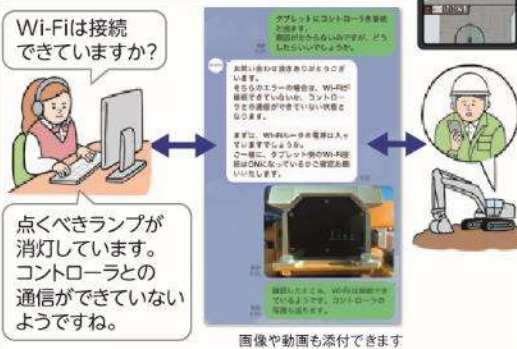 Wi-Fiは接続
できていますか?
点くべきランプが
消灯しています。
コントローラとの
通信ができていない
ようですね。
タブレットにコントローラ未接続
と出ます。
お問い合わせ頂きありがとうござ
います。
そちらのエラーの場合は、Wi-Fiが
接続できていないか、コントロー
ラとの通信ができていない状態と
なります。
まずは、Wi-Fiルータの電源は入っ
ていますでしょうか。
ご一緒に、タブレット側のWi-Fi接
続はONになっているかご確認お願
いいたします。
確認したところ、Wi-Fiは接続でき
ているようです。コントローラの
写真も送ります。
画像や動画も添付できます